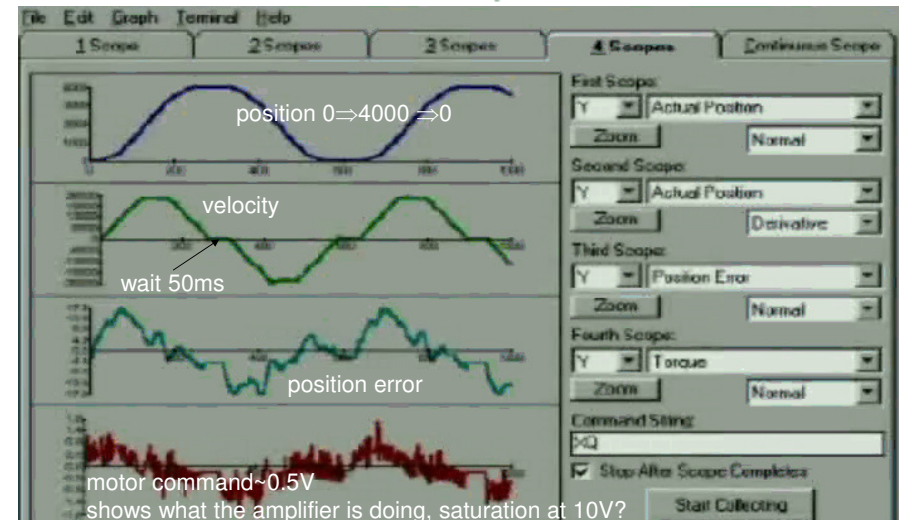 File Edit Graph Terminal Help
1 Scope 2 Scopes 3 Scopes 4 Scopes Continuous Scope
position 0⇒4000 ⇒0
velocity
wait 50ms
position error
motor command~0.5V
shows what the amplifier is doing, saturation at 10V?
First Scope:
Y Actual Position
Zoom Normal
Second Scope:
Y Actual Position
Zoom Derivative
Third Scope:
Y Position Error
Zoom Normal
Fourth Scope:
Y Torque
Zoom Normal
Command String:
XQ
Stop After Scope Completes
Start Collecting